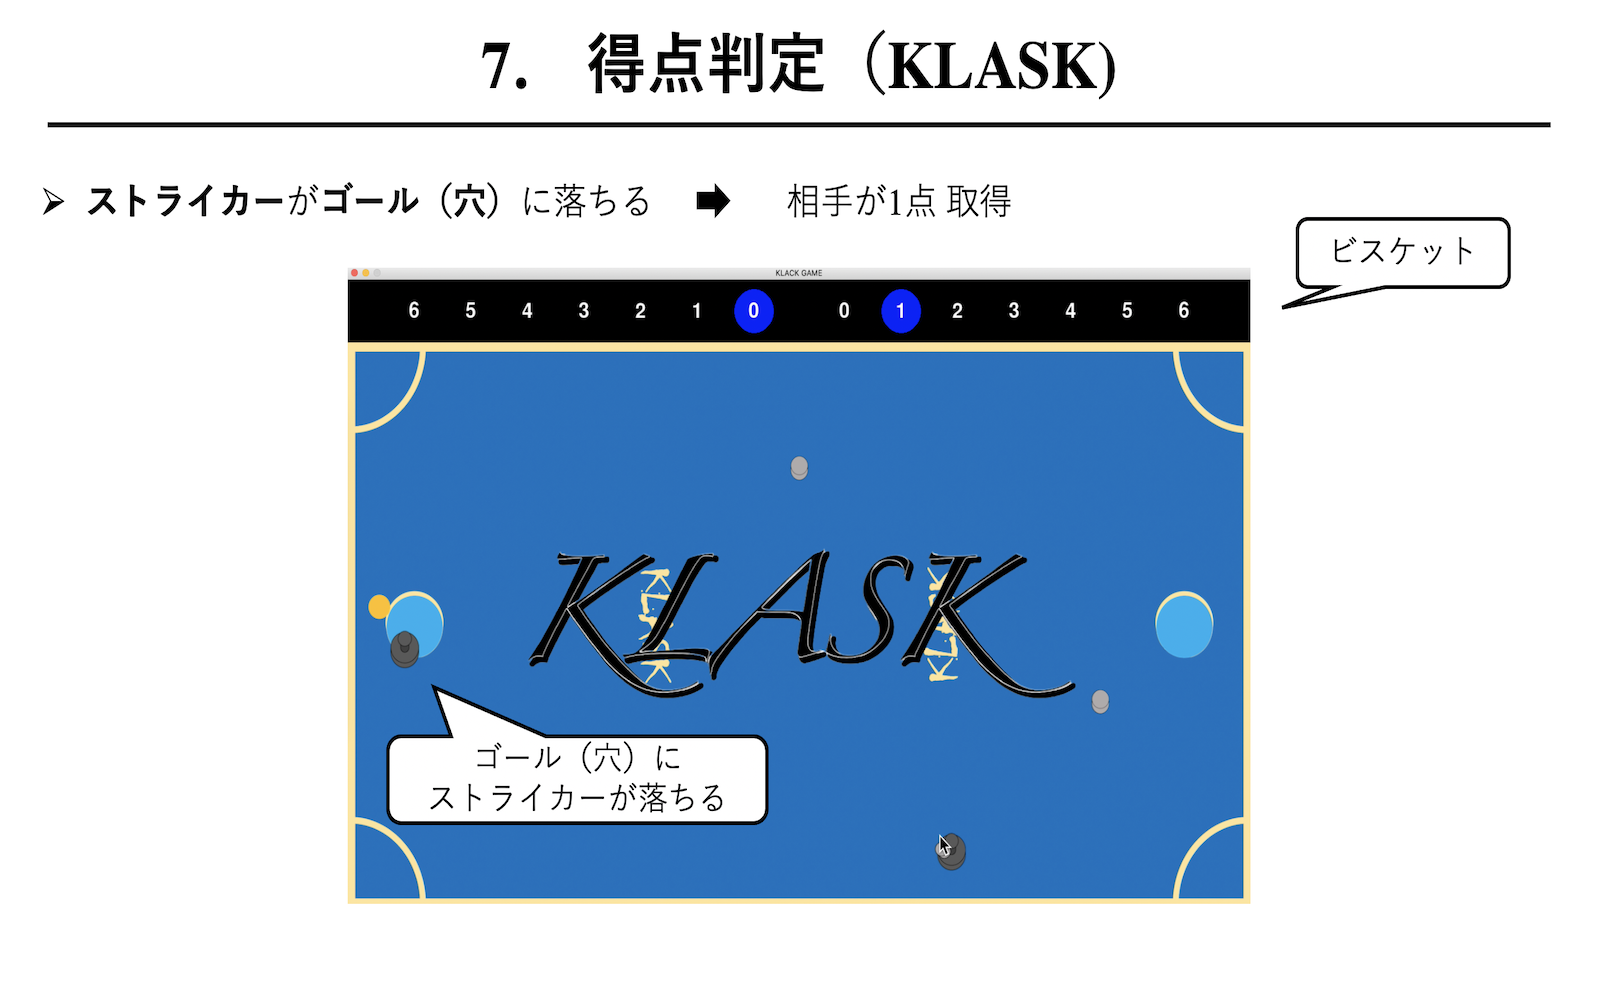 7. 得点判定（KLASK)
ストライカーがゴール（穴）に落ちる ➡ 相手が1点 取得
ビスケット
KLACK GAME
6 5 4 3 2 1 0 0 1 2 3 4 5 6
KLASK
KLASK
KLASK
ゴール（穴）に
ストライカーが落ちる